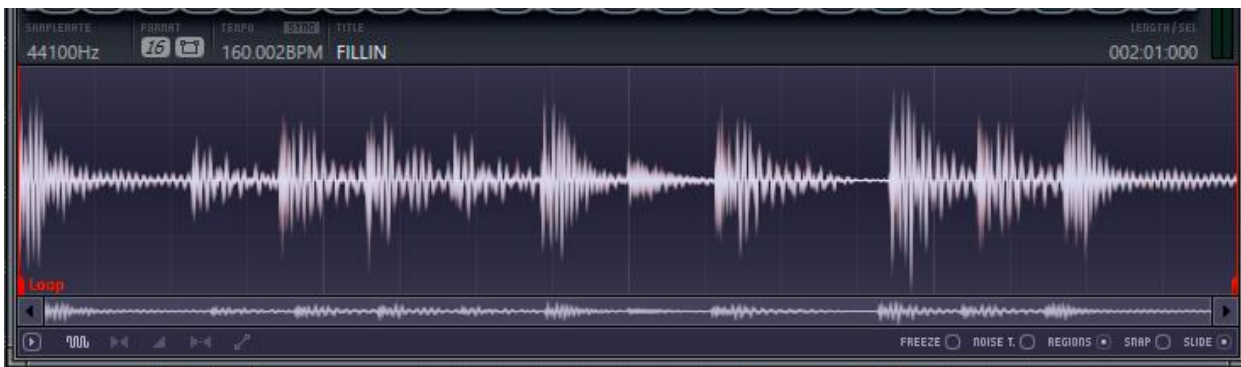 SAMPLERATE FORMAT TEMPO SYNC TITLE LENGTH/SEL
44100Hz 16 160.002BPM FILLIN 002:01:000
Loop
FREEZE NOISE T. REGIONS SNAP SLIDE